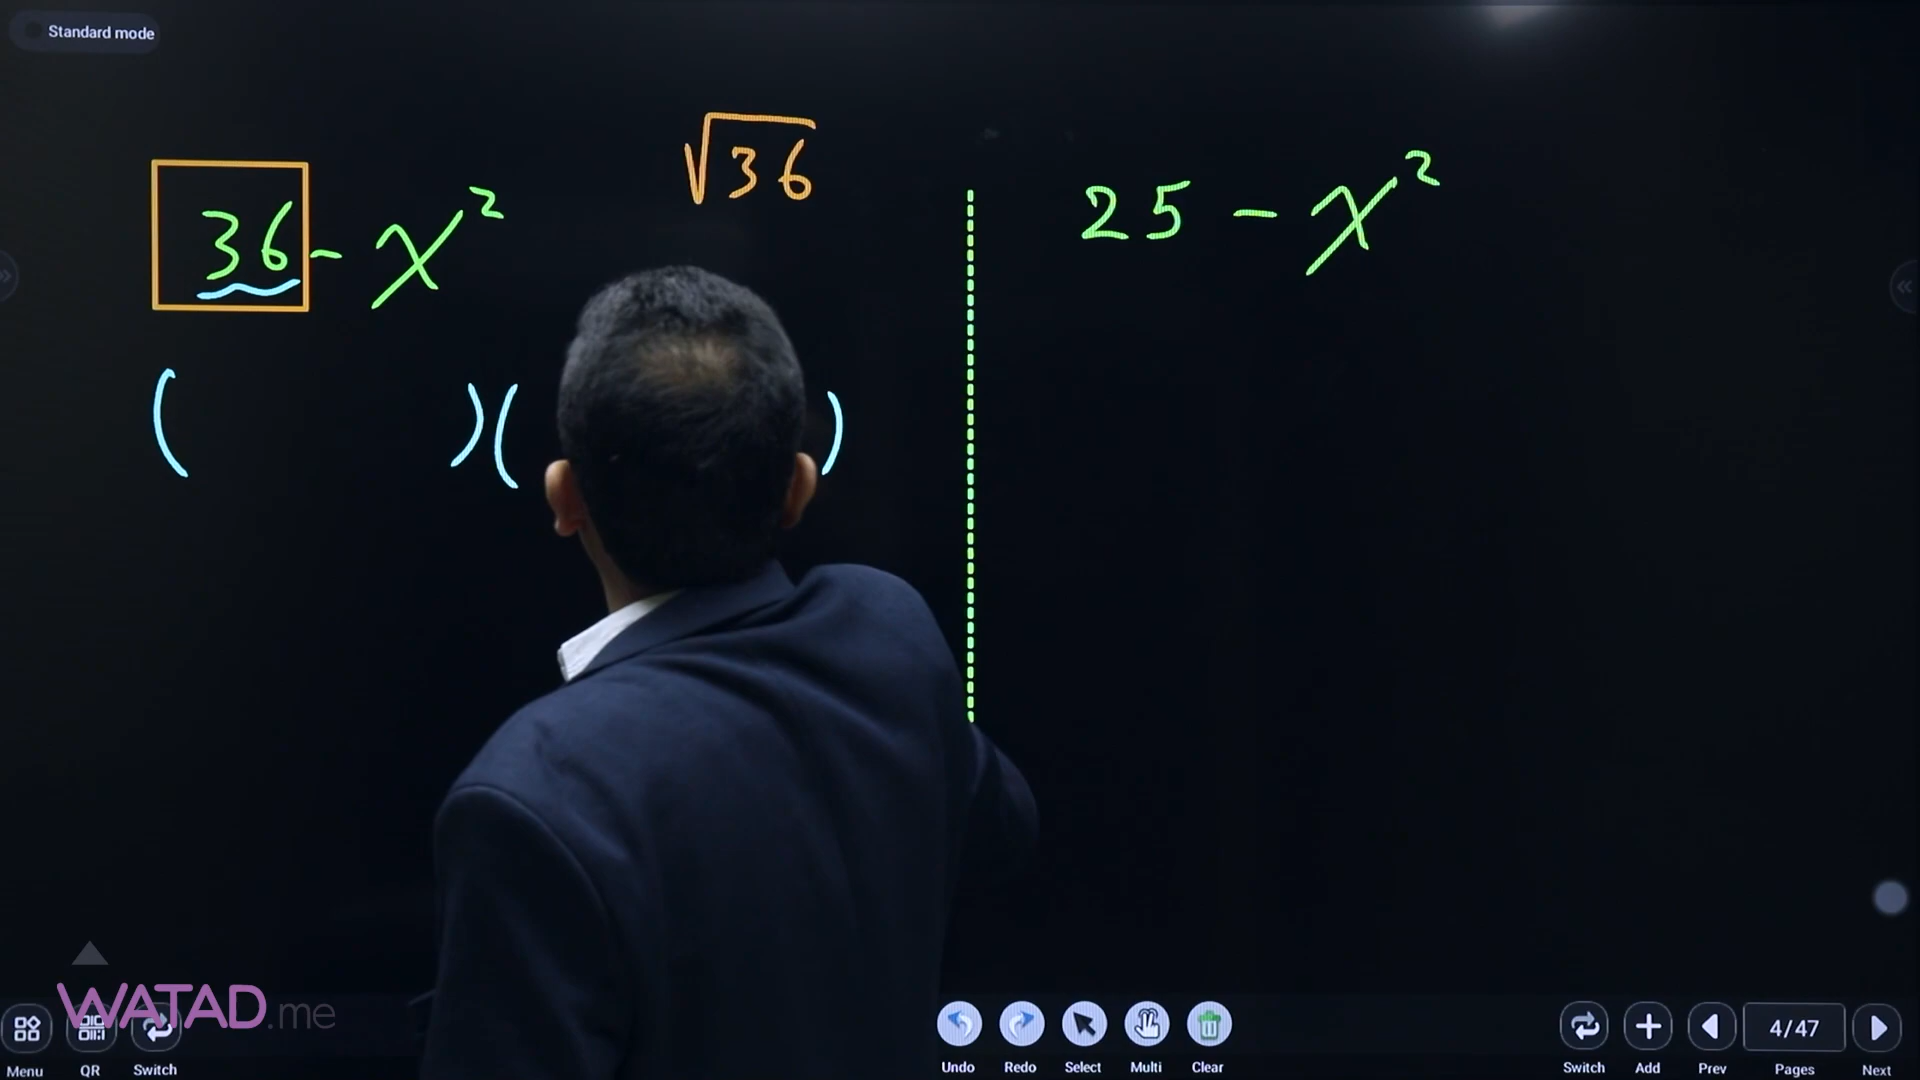 Standard mode
√36
36 - x²
25 - x²
( )( )
WATAD.me
Menu QR Switch
Undo Redo Select Multi Clear
Switch Add Prev 4/47 Pages Next